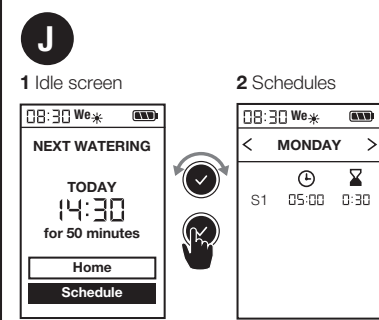 J
1 Idle screen
08:30 We
NEXT WATERING
TODAY
14:30
for 50 minutes
Home
Schedule
2 Schedules
08:30 We
< MONDAY >
S1 05:00 0:30